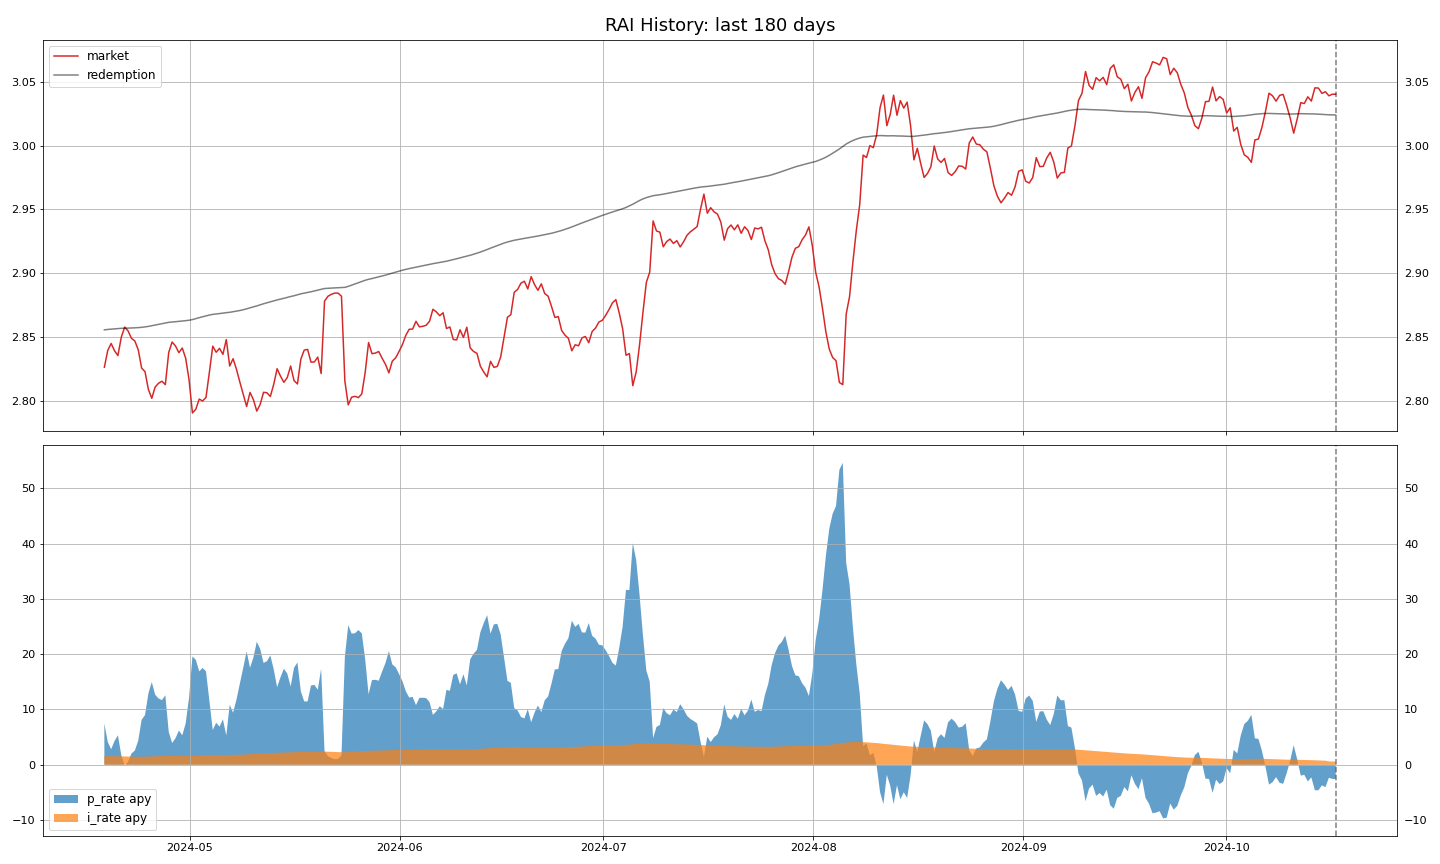 RAI History: last 180 days
market
redemption
3.05 3.05
3.00 3.00
2.95 2.95
2.90 2.90
2.85 2.85
2.80 2.80
50 50
40 40
30 30
20 20
10 10
0 0
−10 −10
p_rate apy
i_rate apy
2024-05 2024-06 2024-07 2024-08 2024-09 2024-10